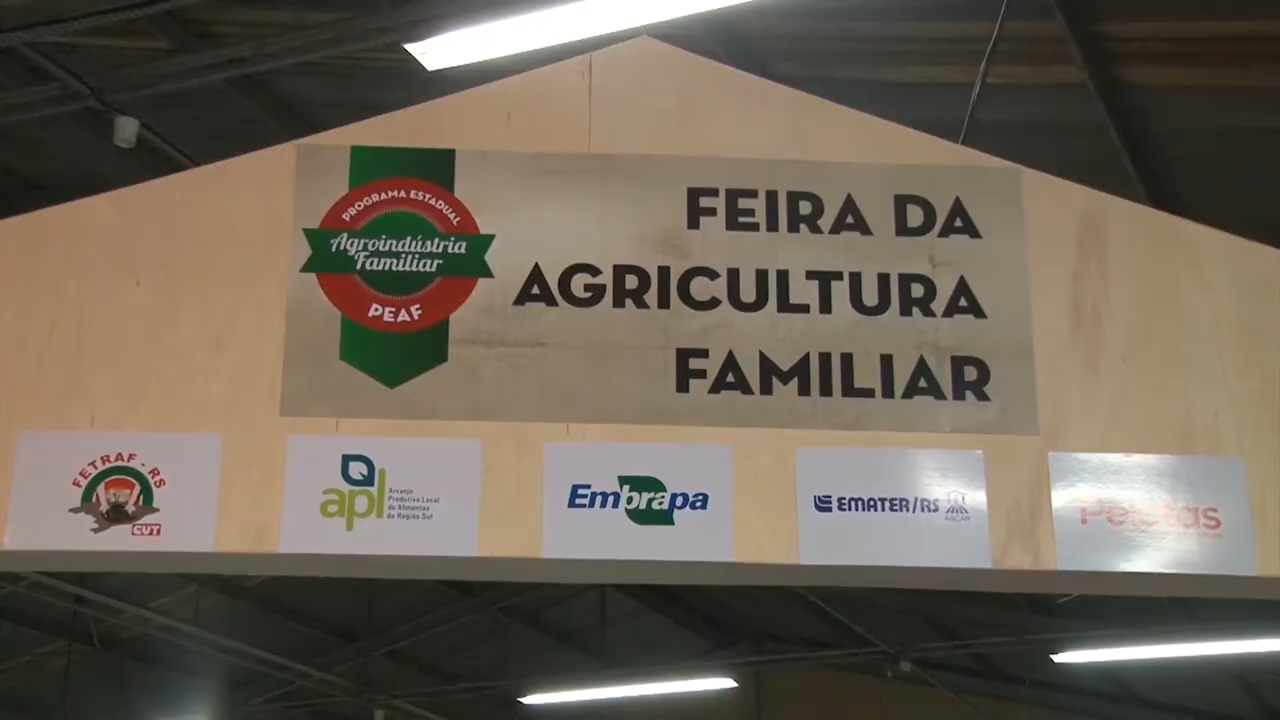 PROGRAMA ESTADUAL
Agroindústria
Familiar
PEAF
FEIRA DA
AGRICULTURA
FAMILIAR
FETRAF - RS
CUT
apl
Arranjo
Produtivo Local
de Alimentos
da Região Sul
Embrapa
EMATER/RS
ASCAR
Pelotas